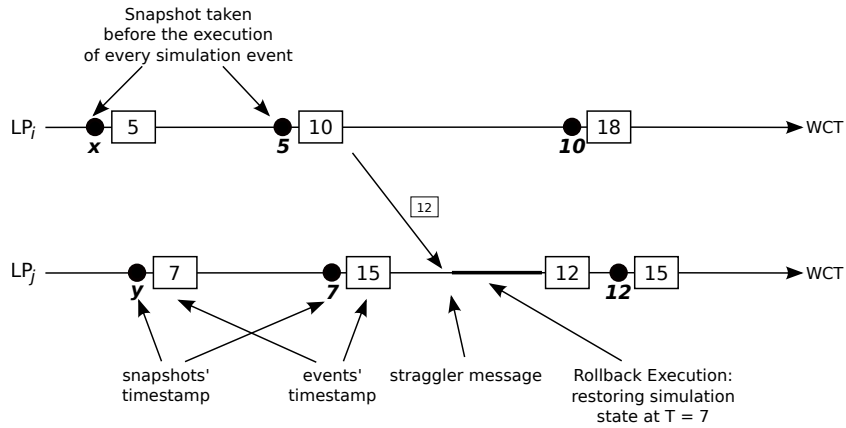 Snapshot taken
before the execution
of every simulation event
LPi 5 10 18 WCT
x 5 10
12
LPj 7 15 12 15 WCT
y 7 12
snapshots'
timestamp
events'
timestamp
straggler message
Rollback Execution:
restoring simulation
state at T = 7